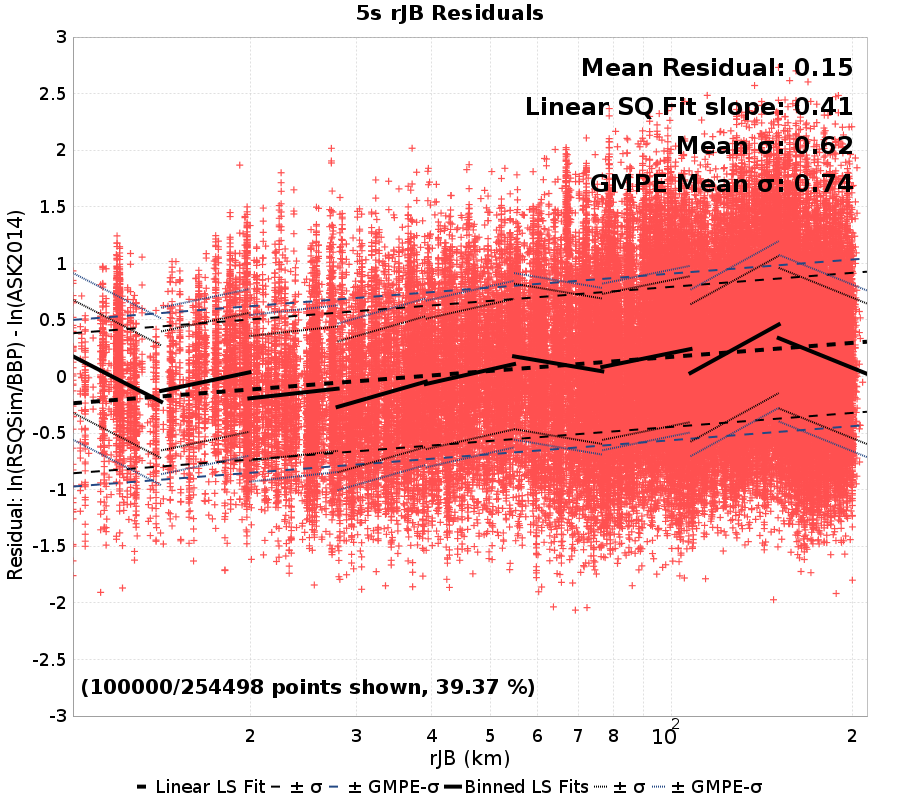 5s rJB Residuals
Mean Residual: 0.15
Linear SQ Fit slope: 0.41
Mean σ: 0.62
GMPE Mean σ: 0.74
3
2.5
2
1.5
1
0.5
0
-0.5
-1
-1.5
-2
-2.5
-3
Residual: ln(RSQSim/BBP) - ln(ASK2014)
(100000/254498 points shown, 39.37 %)
2 3 4 5 6 7 8 10² 2
rJB (km)
Linear LS Fit ± σ ± GMPE-σ Binned LS Fits ± σ ± GMPE-σ